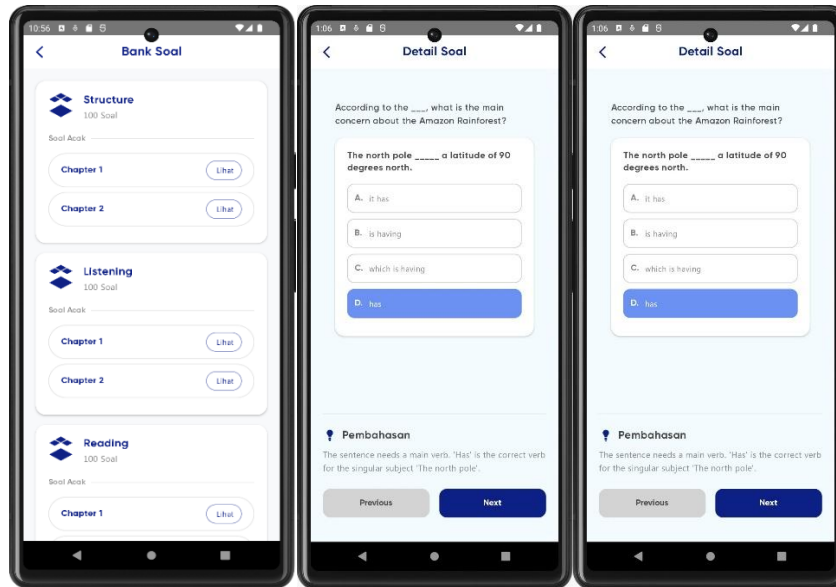 10:56
Bank Soal
Structure
100 Soal
Soal Acak
Chapter 1
Lihat
Chapter 2
Lihat
Listening
100 Soal
Soal Acak
Chapter 1
Lihat
Chapter 2
Lihat
Reading
100 Soal
Soal Acak
Chapter 1
Lihat
1:06
Detail Soal
According to the ___, what is the main
concern about the Amazon Rainforest?
The north pole _____ a latitude of 90
degrees north.
A. it has
B. is having
C. which is having
D. has
Pembahasan
The sentence needs a main verb. 'Has' is the correct verb
for the singular subject 'The north pole'.
Previous
Next
1:06
Detail Soal
According to the ___, what is the main
concern about the Amazon Rainforest?
The north pole _____ a latitude of 90
degrees north.
A. it has
B. is having
C. which is having
D. has
Pembahasan
The sentence needs a main verb. 'Has' is the correct verb
for the singular subject 'The north pole'.
Previous
Next